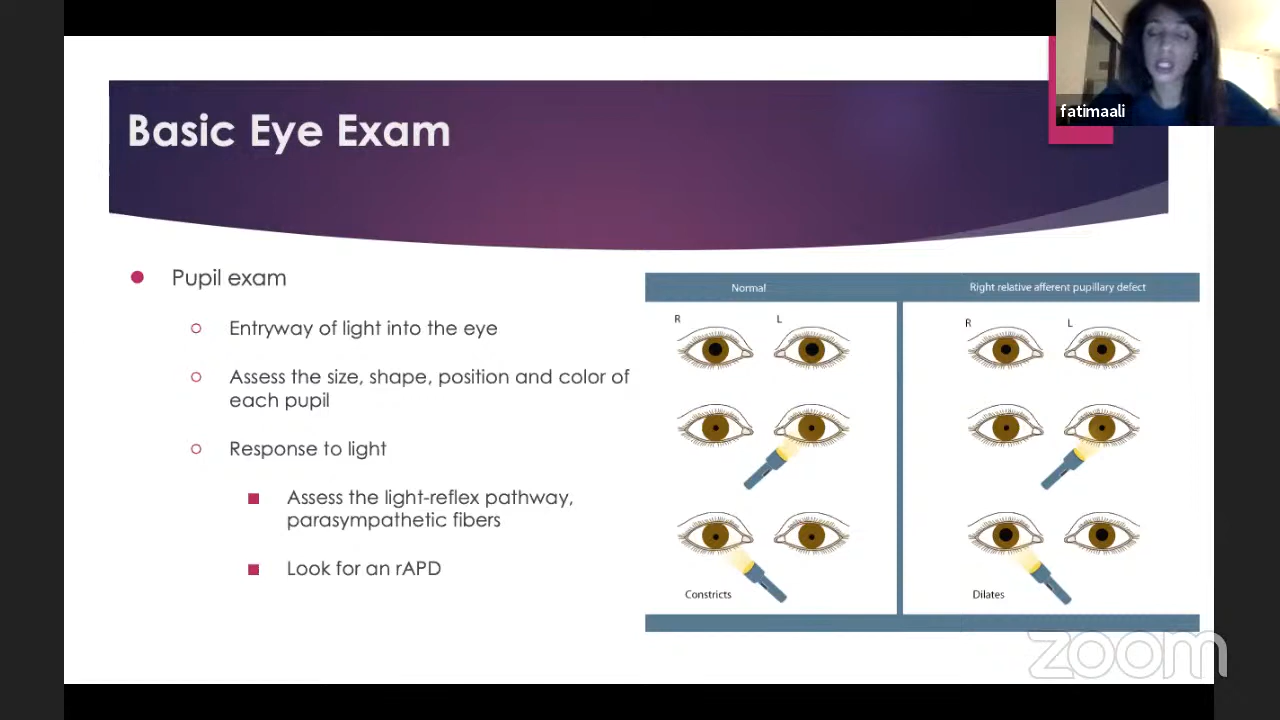 fatimaali
Basic Eye Exam
Pupil exam
Entryway of light into the eye
Assess the size, shape, position and color of
each pupil
Response to light
Assess the light-reflex pathway,
parasympathetic fibers
Look for an rAPD
Normal
Right relative afferent pupillary defect
R L
R L
Constricts
Dilates
zoom